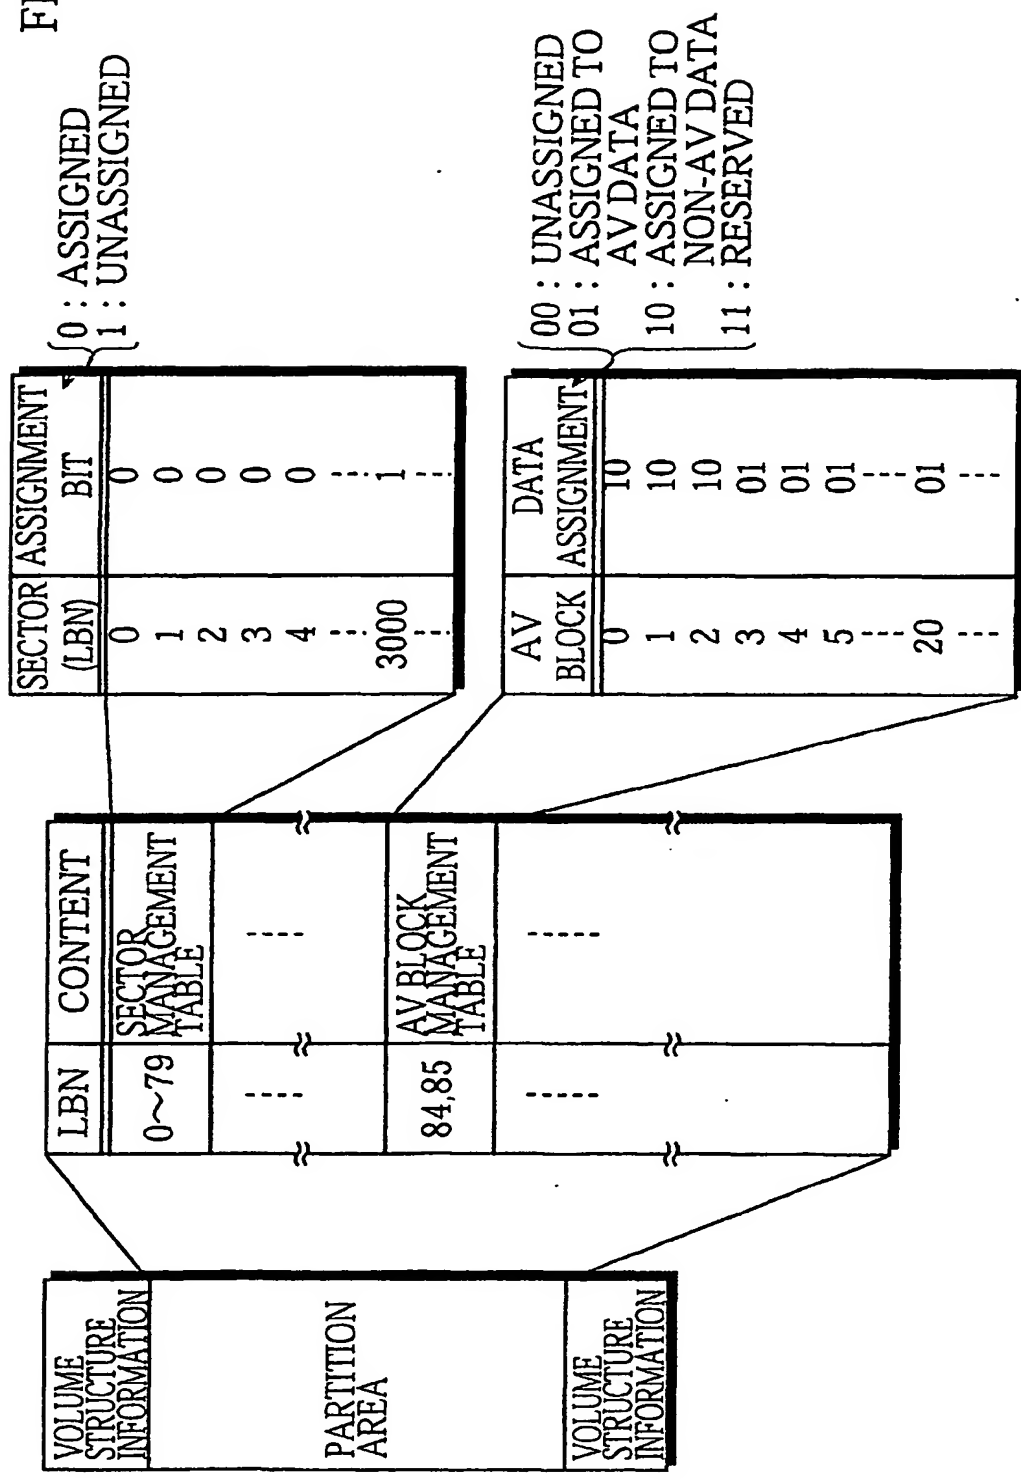 FI
VOLUME
STRUCTURE
INFORMATION
PARTITION
AREA
VOLUME
STRUCTURE
INFORMATION
LBN CONTENT
0~79 SECTOR
MANAGEMENT
TABLE
---- ----
84,85 AV BLOCK
MANAGEMENT
TABLE
----- -----
SECTOR ASSIGNMENT
(LBN) BIT
0 0
1 0
2 0
3 0
4 0
--- ---
3000 1
--- ---
0 : ASSIGNED
1 : UNASSIGNED
AV DATA
BLOCK ASSIGNMENT
0 10
1 10
2 10
3 01
4 01
5 01
--- ---
20 01
---- ----
00 : UNASSIGNED
01 : ASSIGNED TO
AV DATA
10 : ASSIGNED TO
NON-AV DATA
11 : RESERVED